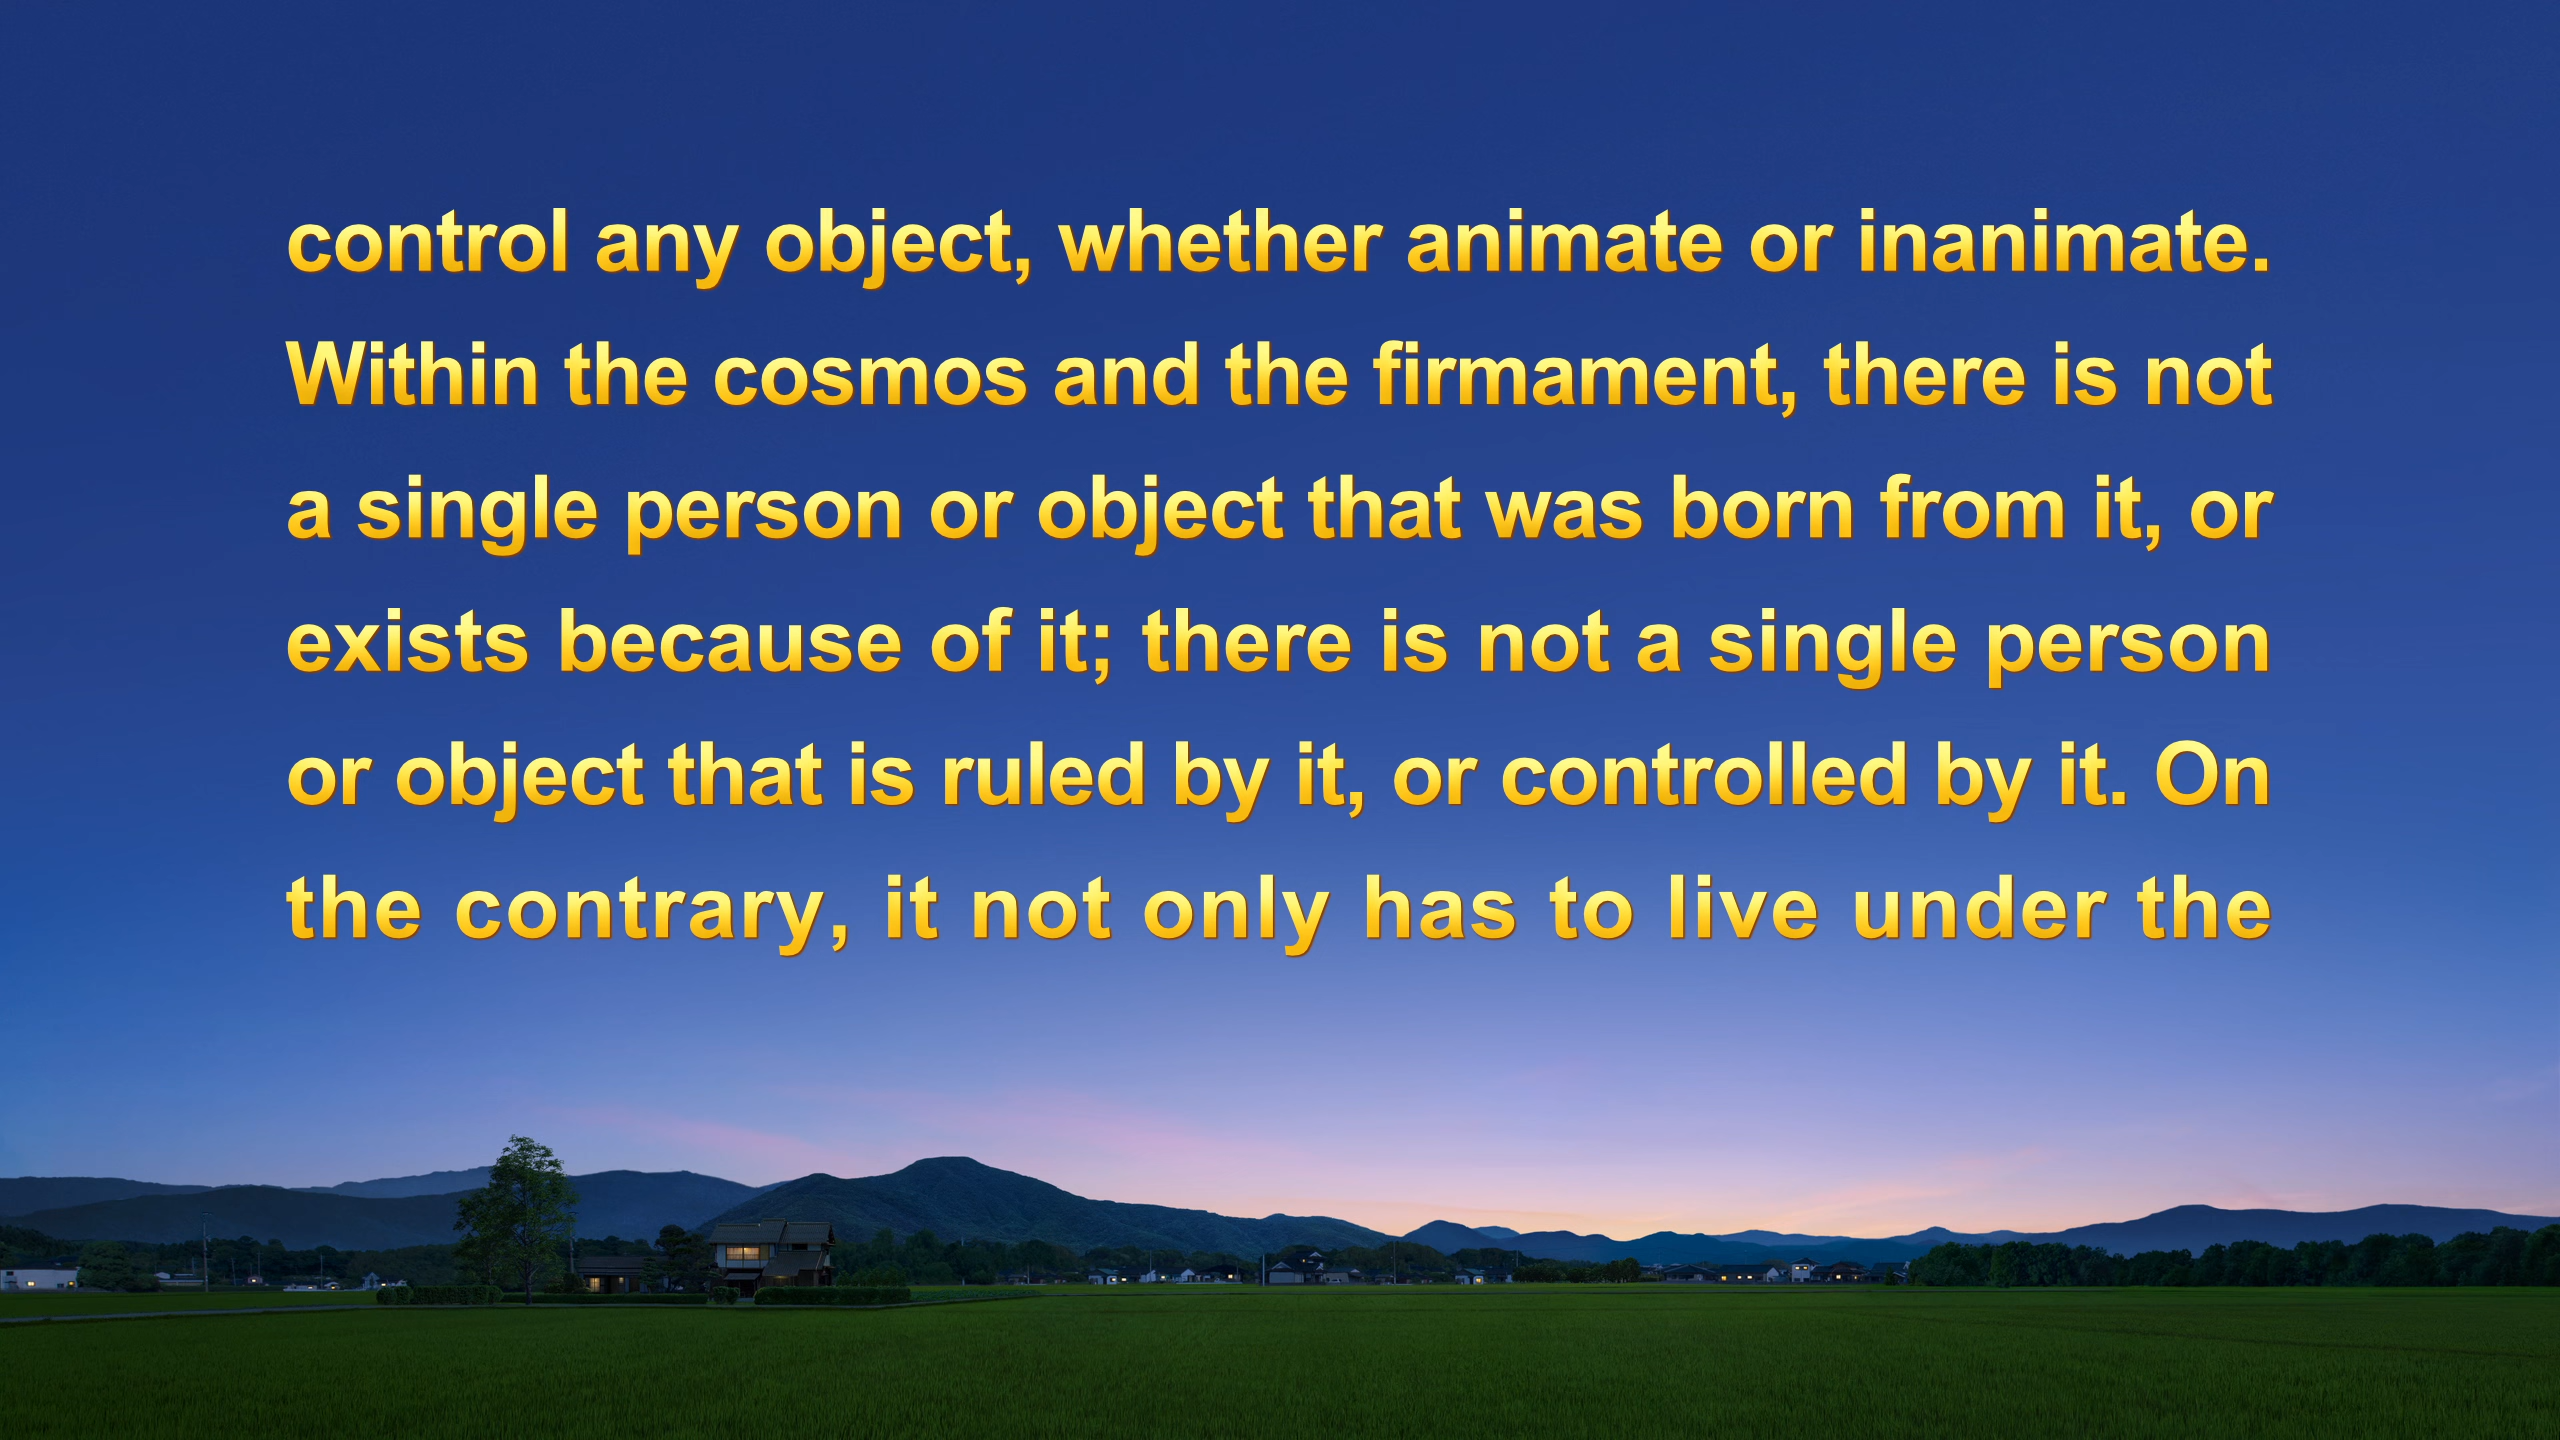 control any object, whether animate or inanimate.
Within the cosmos and the firmament, there is not
a single person or object that was born from it, or
exists because of it; there is not a single person
or object that is ruled by it, or controlled by it. On
the contrary, it not only has to live under the